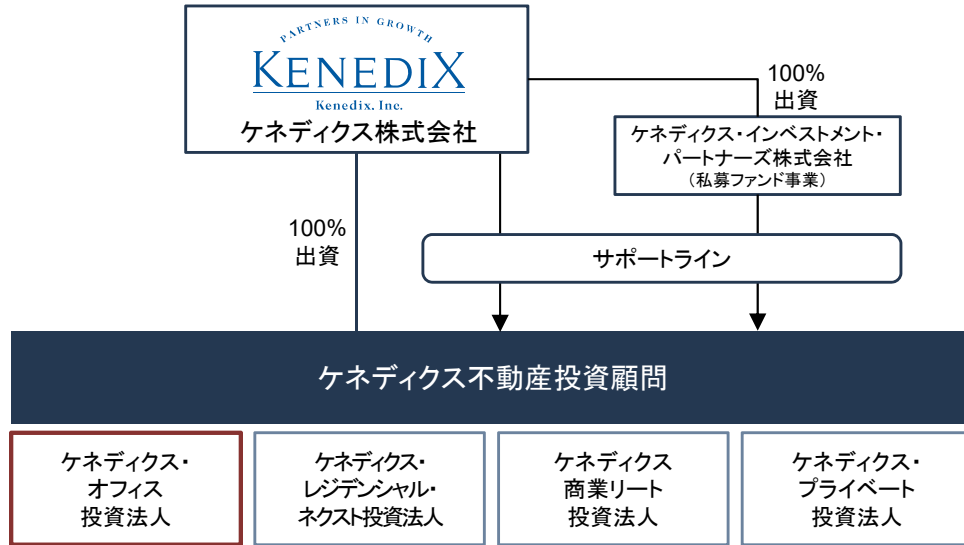 PARTNERS IN GROWTH
KENEDIX
Kenedix, Inc.
ケネディクス株式会社
100%
出資
ケネディクス・インベストメント・
パートナーズ株式会社
（私募ファンド事業）
100%
出資
サポートライン
ケネディクス不動産投資顧問
ケネディクス・
オフィス
投資法人
ケネディクス・
レジデンシャル・
ネクスト投資法人
ケネディクス
商業リート
投資法人
ケネディクス・
プライベート
投資法人